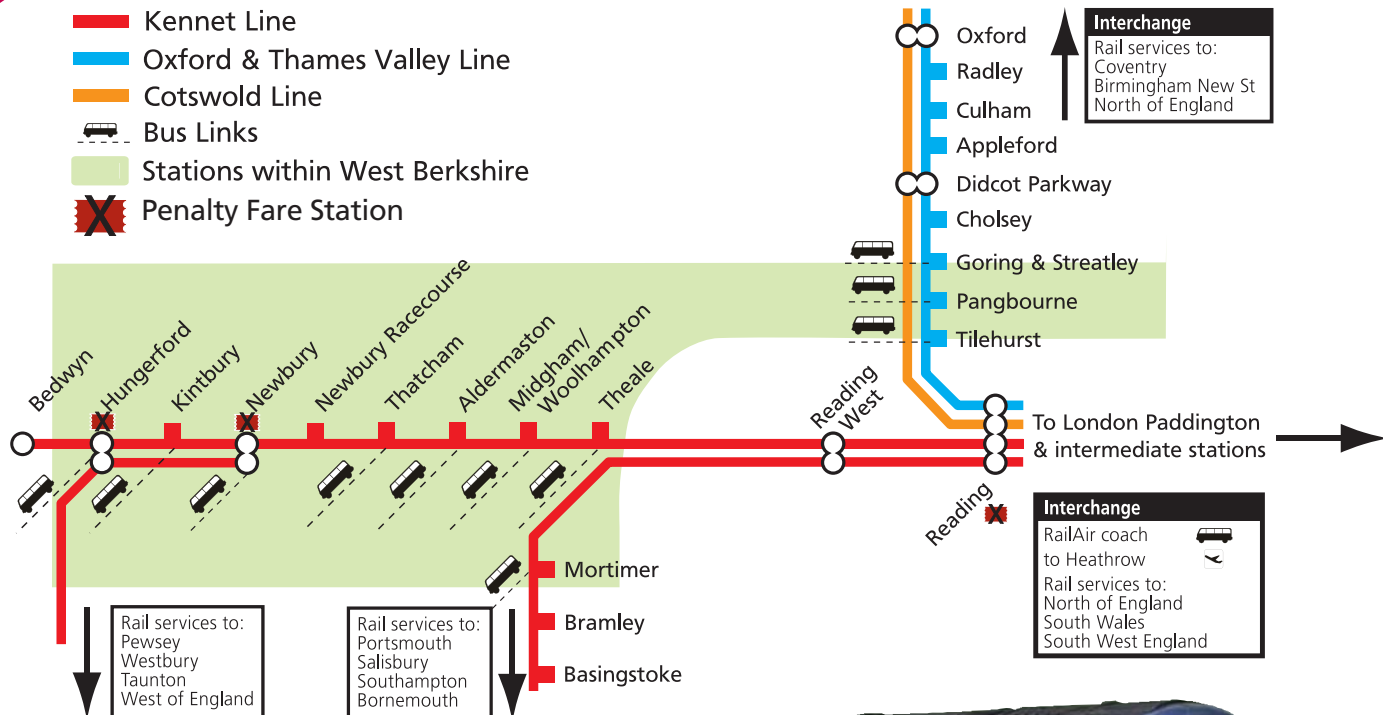 Kennet Line
Oxford & Thames Valley Line
Cotswold Line
Bus Links
Stations within West Berkshire
X
Penalty Fare Station
Oxford
Radley
Culham
Appleford
Didcot Parkway
Cholsey
Goring & Streatley
Pangbourne
Tilehurst
Interchange
Rail services to:
Coventry
Birmingham New St
North of England
Bedwyn
Hungerford
X
Kintbury
Newbury
X
Newbury Racecourse
Thatcham
Aldermaston
Midgham/
Woolhampton
Theale
Reading
West
To London Paddington
& intermediate stations
Reading
X
Mortimer
Bramley
Basingstoke
Rail services to:
Pewsey
Westbury
Taunton
West of England
Rail services to:
Portsmouth
Salisbury
Southampton
Bornemouth
Interchange
RailAir coach
to Heathrow
Rail services to:
North of England
South Wales
South West England